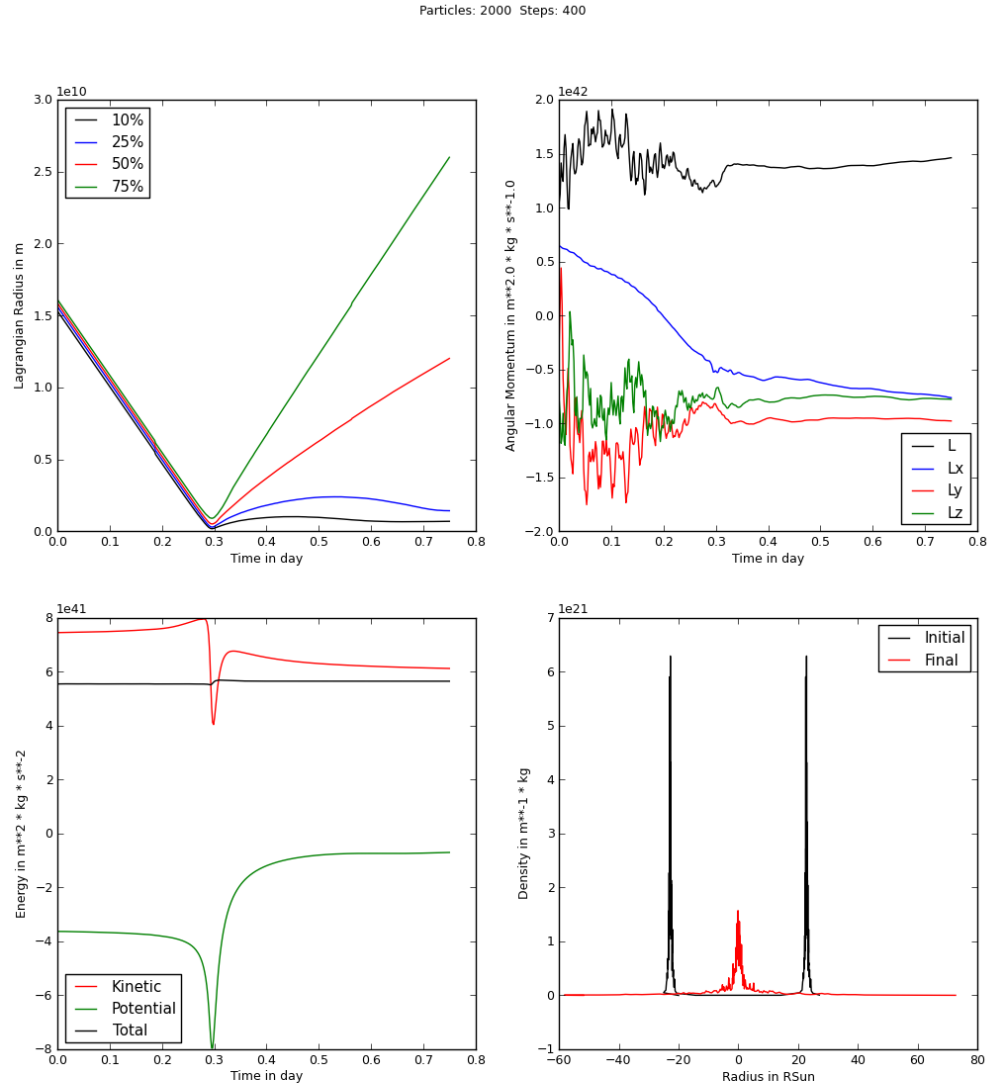 Particles: 2000  Steps: 400
1e10
3.0
2.5
2.0
1.5
1.0
0.5
0.0
Lagrangian Radius in m
10%
25%
50%
75%
0.0 0.1 0.2 0.3 0.4 0.5 0.6 0.7 0.8
Time in day
1e42
2.0
1.5
1.0
0.5
0.0
−0.5
−1.0
−1.5
−2.0
Angular Momentum in m**2.0 * kg * s**-1.0
L
Lx
Ly
Lz
0.0 0.1 0.2 0.3 0.4 0.5 0.6 0.7 0.8
Time in day
1e41
8
6
4
2
0
−2
−4
−6
−8
Energy in m**2 * kg * s**-2
Kinetic
Potential
Total
0.0 0.1 0.2 0.3 0.4 0.5 0.6 0.7 0.8
Time in day
1e21
7
6
5
4
3
2
1
0
−1
Density in m**-1 * kg
Initial
Final
−60 −40 −20 0 20 40 60 80
Radius in RSun